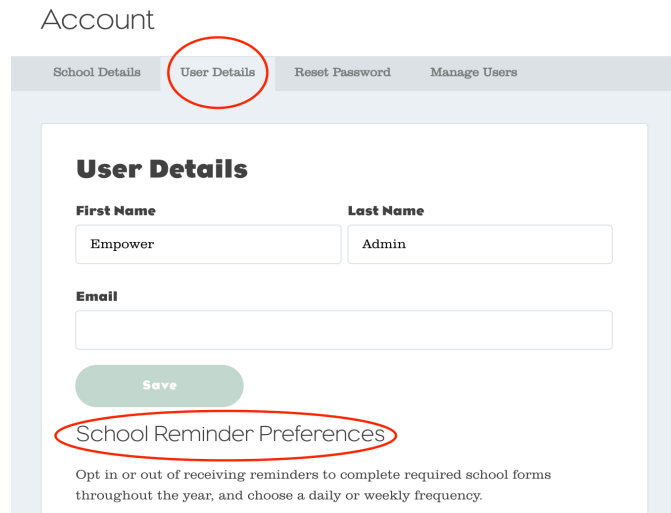 Account
School Details User Details Reset Password Manage Users
User Details
First Name Last Name
Empower Admin
Email
Save
School Reminder Preferences
Opt in or out of receiving reminders to complete required school forms
throughout the year, and choose a daily or weekly frequency.